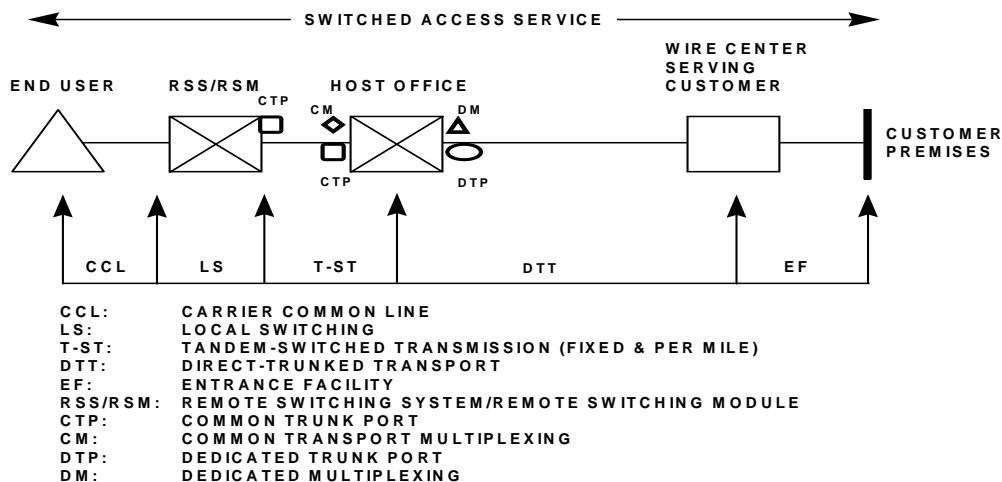 SWITCHED ACCESS SERVICE
WIRE CENTER
SERVING
CUSTOMER
END USER
RSS/RSM
HOST OFFICE
CTP
CM
DM
CUSTOMER
PREMISES
CTP
DTP
CCL
LS
T-ST
DTT
EF
CCL: CARRIER COMMON LINE
LS: LOCAL SWITCHING
T-ST: TANDEM-SWITCHED TRANSMISSION (FIXED & PER MILE)
DTT: DIRECT-TRUNKED TRANSPORT
EF: ENTRANCE FACILITY
RSS/RSM: REMOTE SWITCHING SYSTEM/REMOTE SWITCHING MODULE
CTP: COMMON TRUNK PORT
CM: COMMON TRANSPORT MULTIPLEXING
DTP: DEDICATED TRUNK PORT
DM: DEDICATED MULTIPLEXING